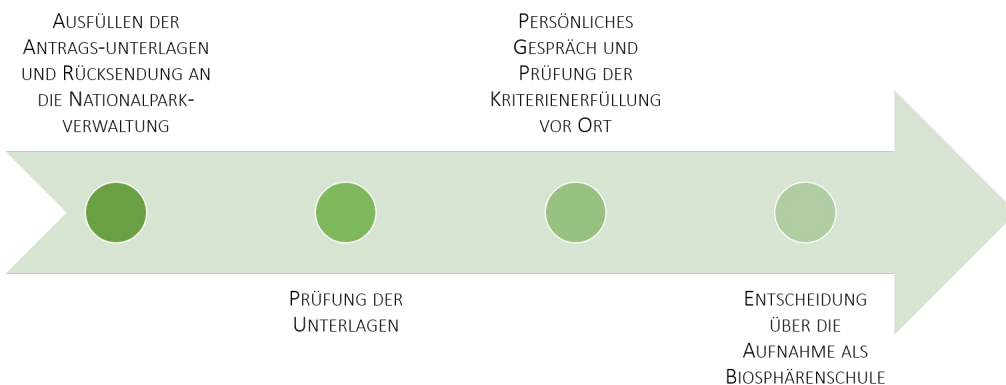 AUSFÜLLEN DER
ANTRAGS-UNTERLAGEN
UND RÜCKSENDUNG AN
DIE NATIONALPARK-
VERWALTUNG
PRÜFUNG DER
UNTERLAGEN
PERSÖNLICHES
GESPRÄCH UND
PRÜFUNG DER
KRITERIENERFÜLLUNG
VOR ORT
ENTSCHEIDUNG
ÜBER DIE
AUFNAHME ALS
BIOSPHÄRENSCHULE